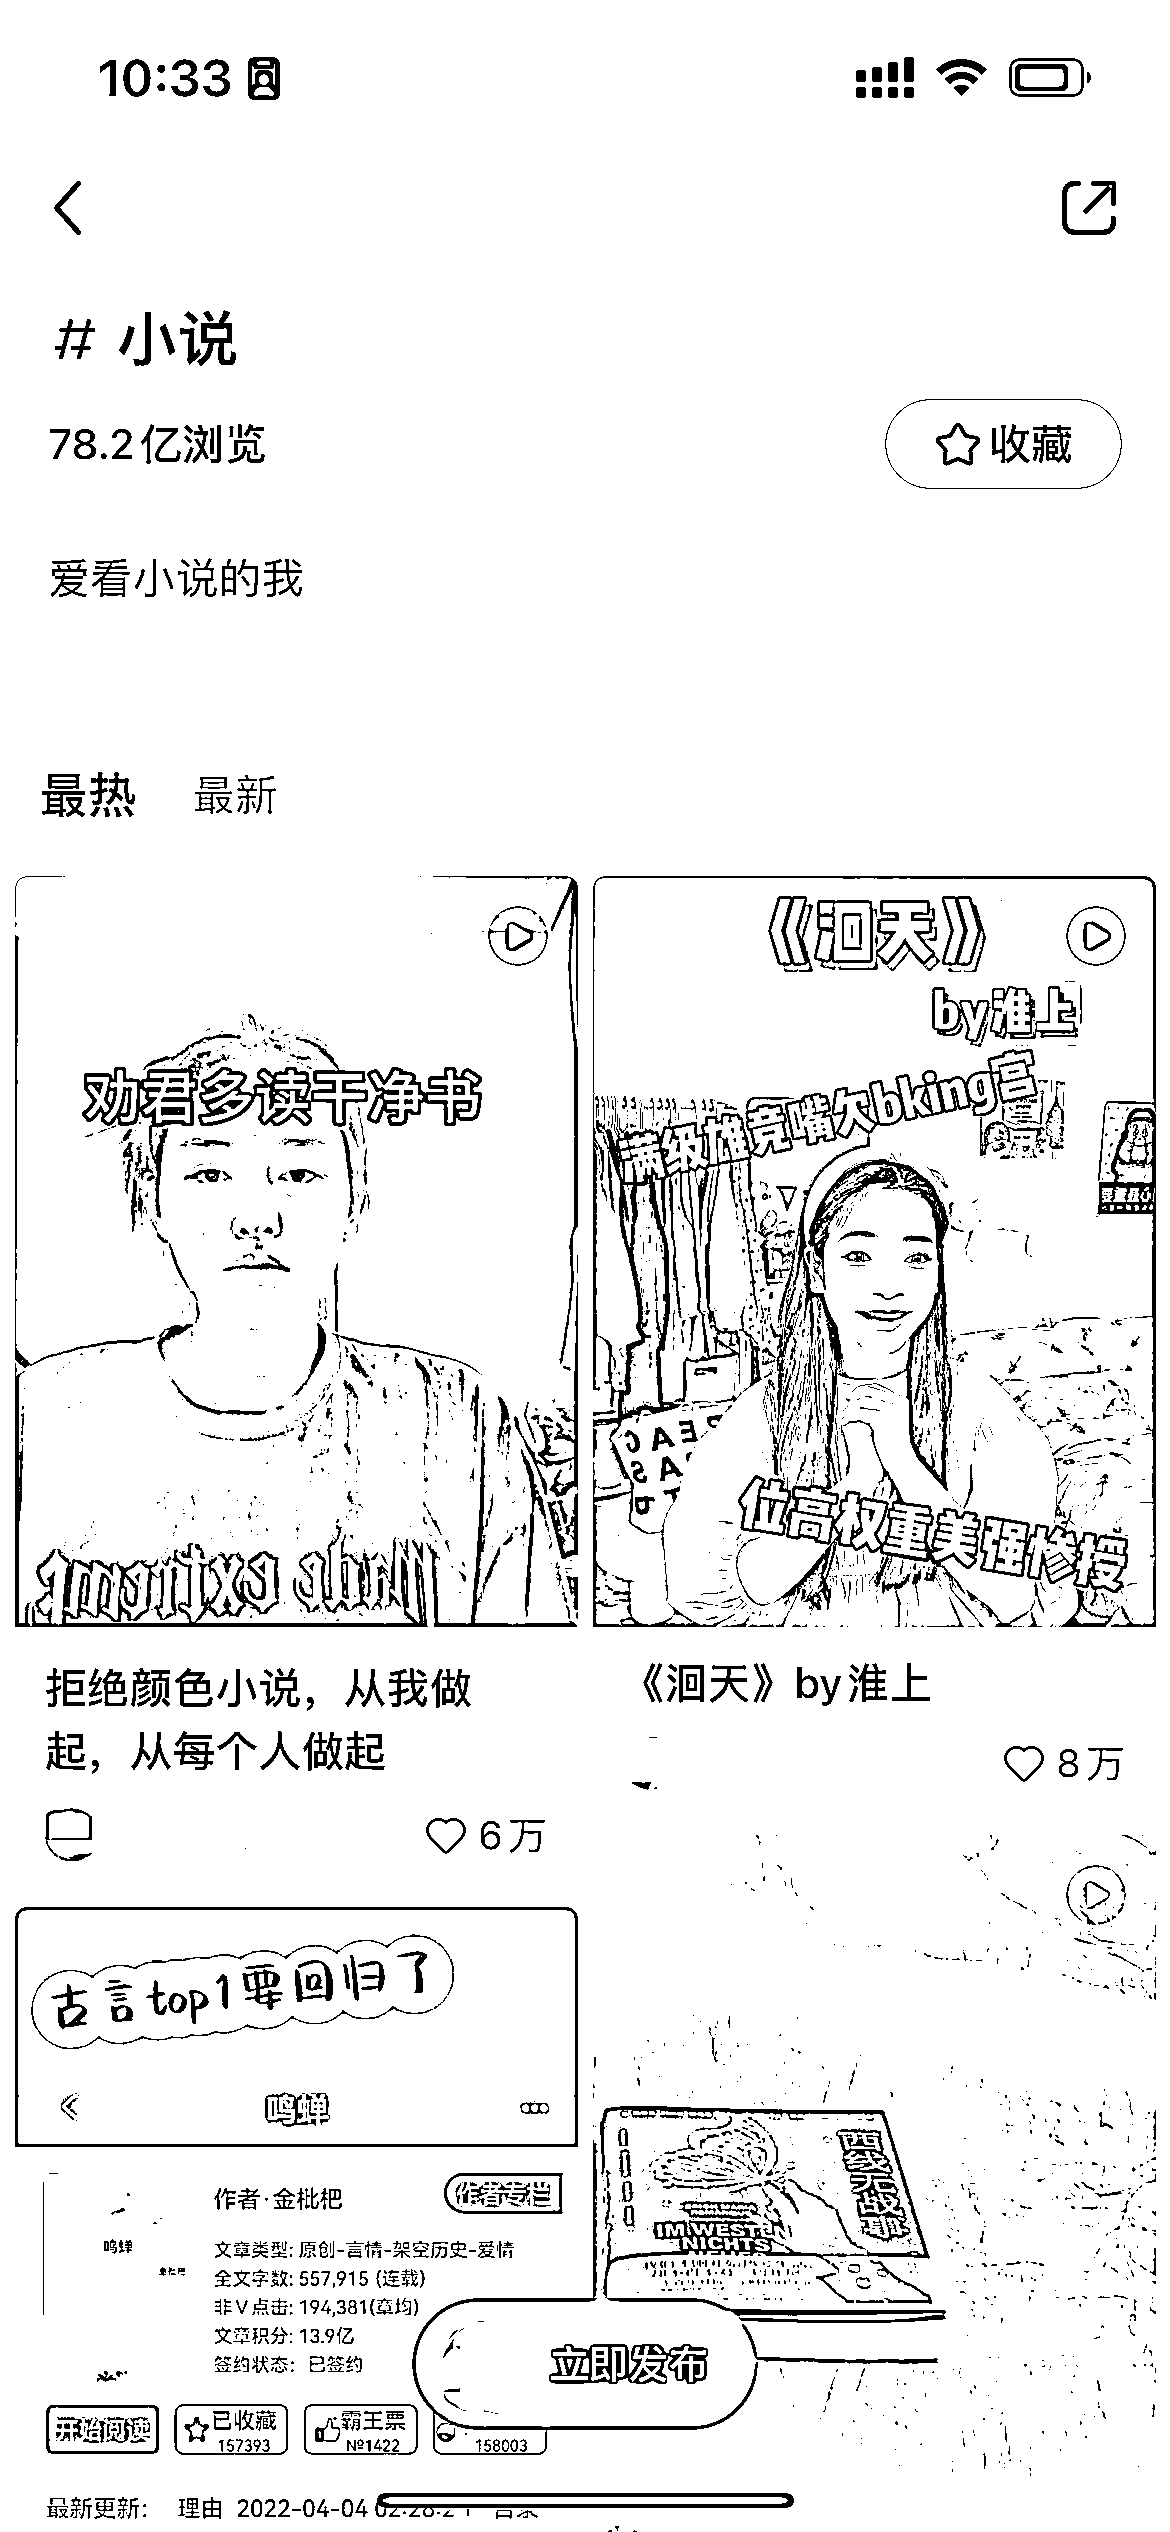 10:33
# 小说
78.2亿浏览
收藏
爱看小说的我
最热 最新
劝君多读干净书
Made extreme
拒绝颜色小说，从我做
起，从每个人做起
6万
《洄天》
by淮上
满级雄竞嘴欠bking宫
位高权重美强惨授
《洄天》by淮上
8万
古言top1要回归了
鸣蝉
作者·金枇杷
作者专栏
鸣蝉
文章类型: 原创-言情-架空历史-爱情
全文字数: 557,915 (连载)
非V点击: 194,381(章均)
文章积分: 13.9亿
签约状态: 已签约
开始阅读
已收藏
157393
霸王票
№1422
158003
最新更新: 理由 2022-04-04
西线无战事
IM WESTEN
NICHTS
立即发布